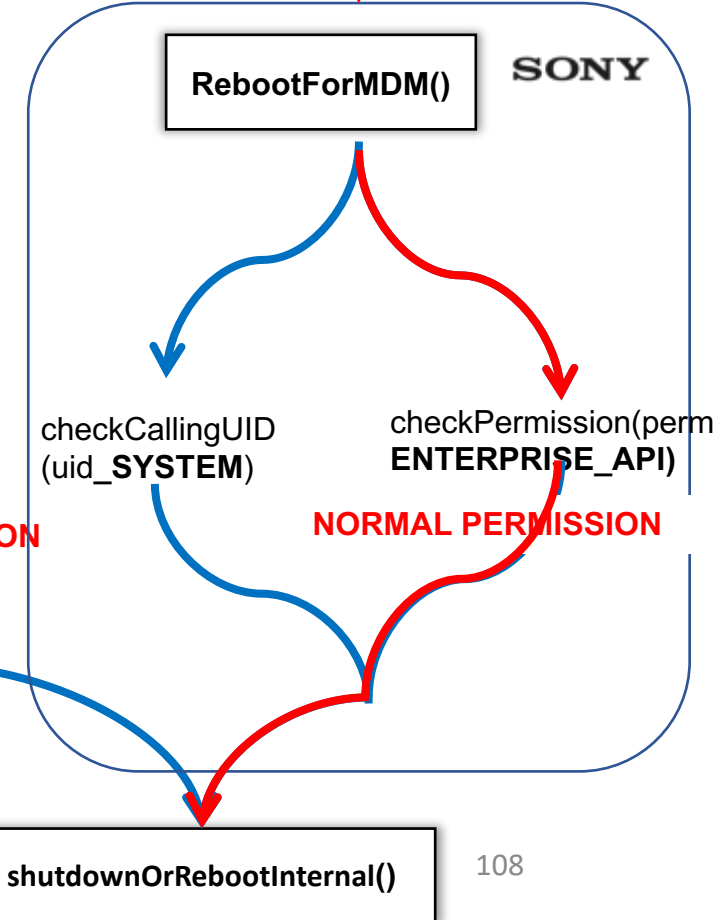 RebootForMDM()
SONY
checkCallingUID
(uid_SYSTEM)
checkPermission(perm
ENTERPRISE_API)
ON
NORMAL PERMISSION
shutdownOrRebootInternal()
108